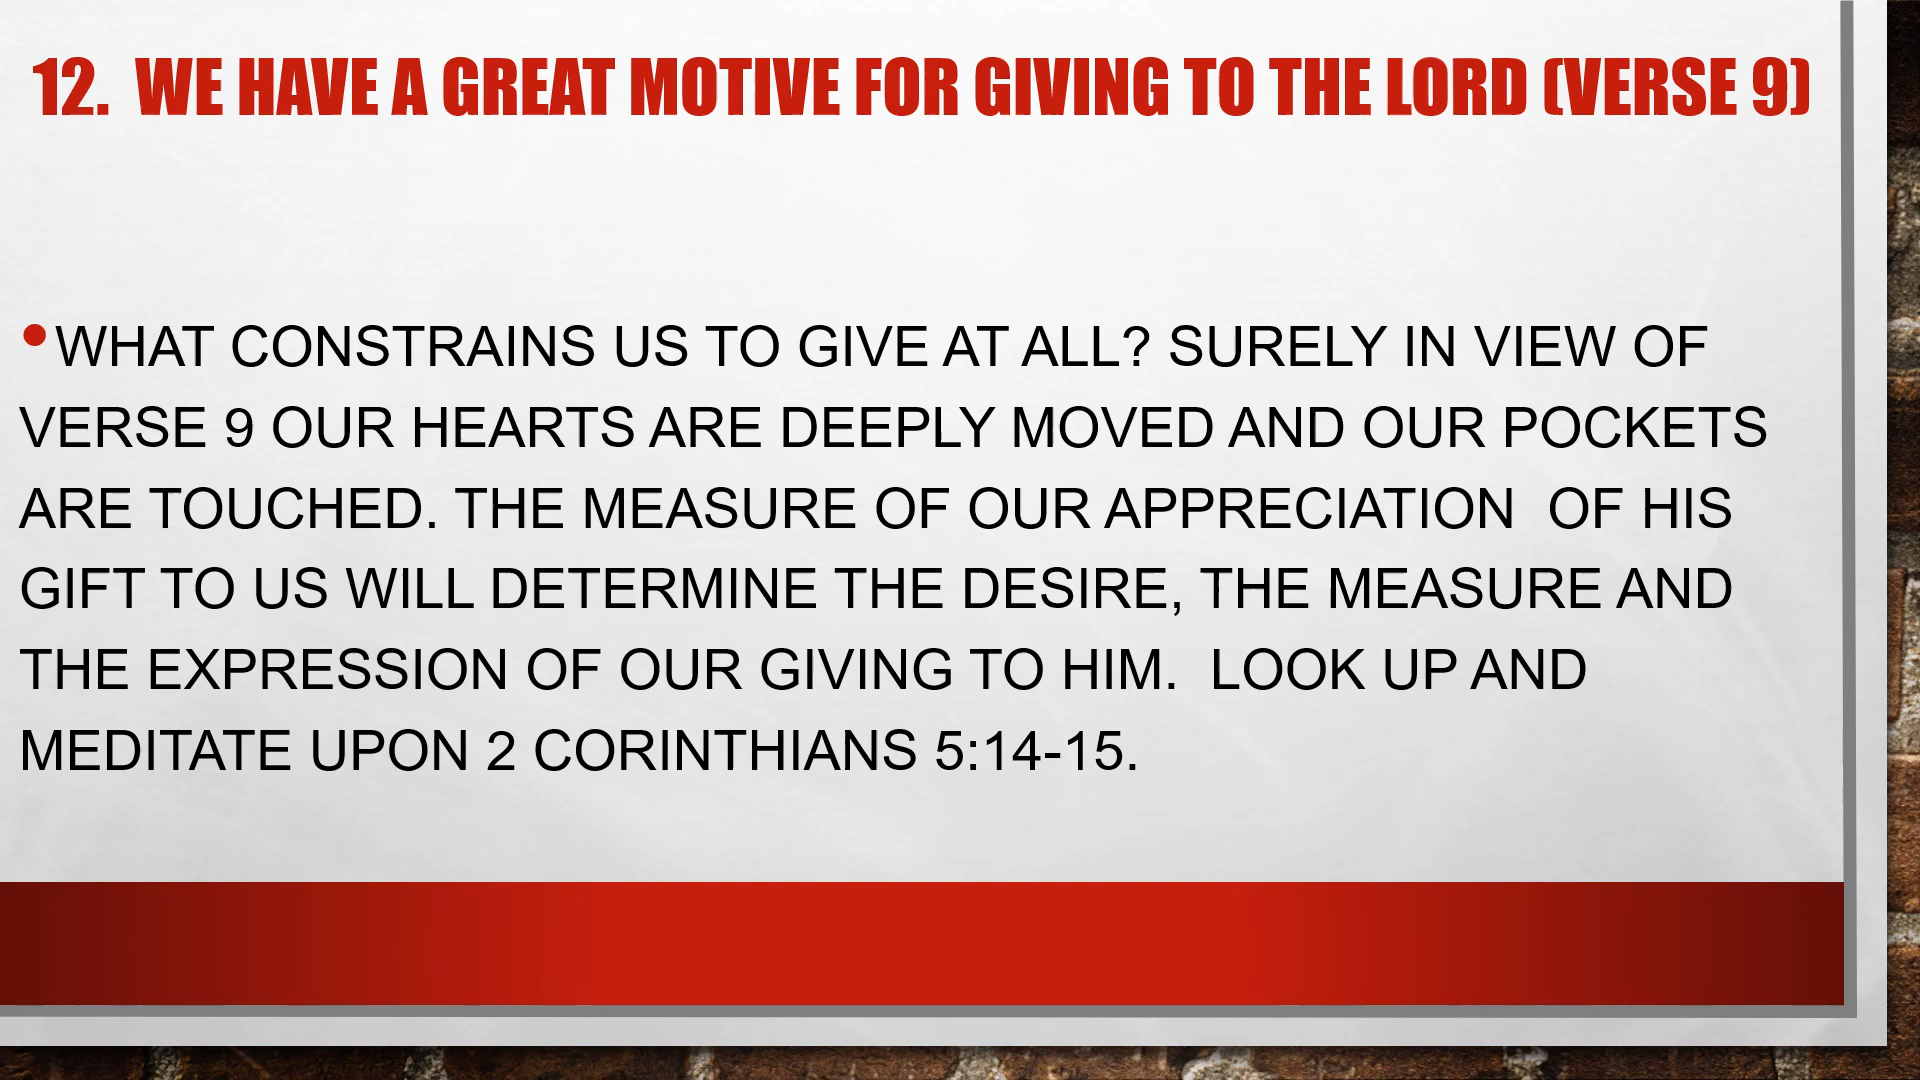 12.  WE HAVE A GREAT MOTIVE FOR GIVING TO THE LORD (VERSE 9)
•WHAT CONSTRAINS US TO GIVE AT ALL? SURELY IN VIEW OF
VERSE 9 OUR HEARTS ARE DEEPLY MOVED AND OUR POCKETS
ARE TOUCHED. THE MEASURE OF OUR APPRECIATION  OF HIS
GIFT TO US WILL DETERMINE THE DESIRE, THE MEASURE AND
THE EXPRESSION OF OUR GIVING TO HIM.  LOOK UP AND
MEDITATE UPON 2 CORINTHIANS 5:14-15.